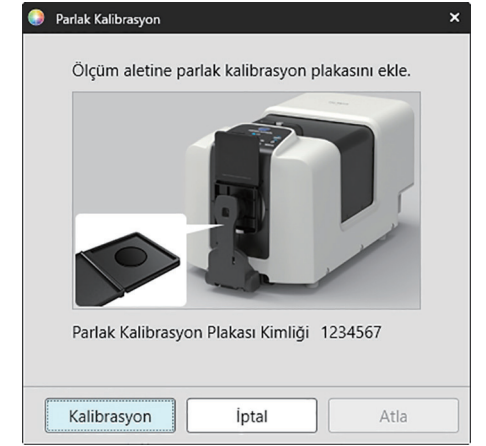 Parlak Kalibrasyon
Ölçüm aletine parlak kalibrasyon plakasını ekle.
Parlak Kalibrasyon Plakası Kimliği 1234567
Kalibrasyon İptal Atla